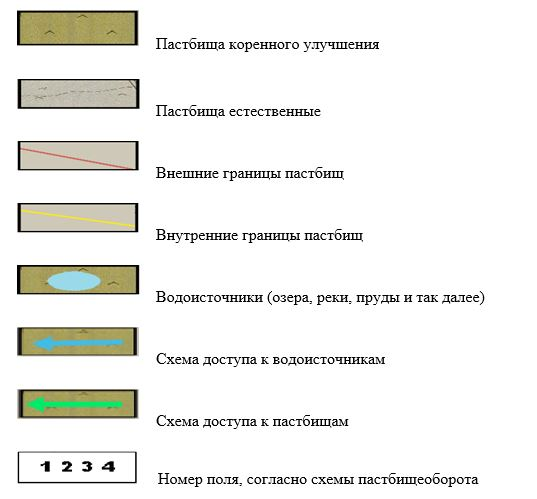 Пастбища коренного улучшения
Пастбища естественные
Внешние границы пастбищ
Внутренние границы пастбищ
Водоисточники (озера, реки, пруды и так далее)
Схема доступа к водоисточникам
Схема доступа к пастбищам
1 2 3 4 Номер поля, согласно схемы пастбищеоборота